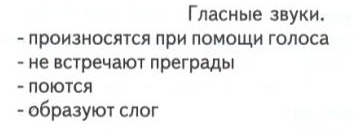 Гласные звуки.
- произносятся при помощи голоса
- не встречают преграды
- поются
- образуют слог